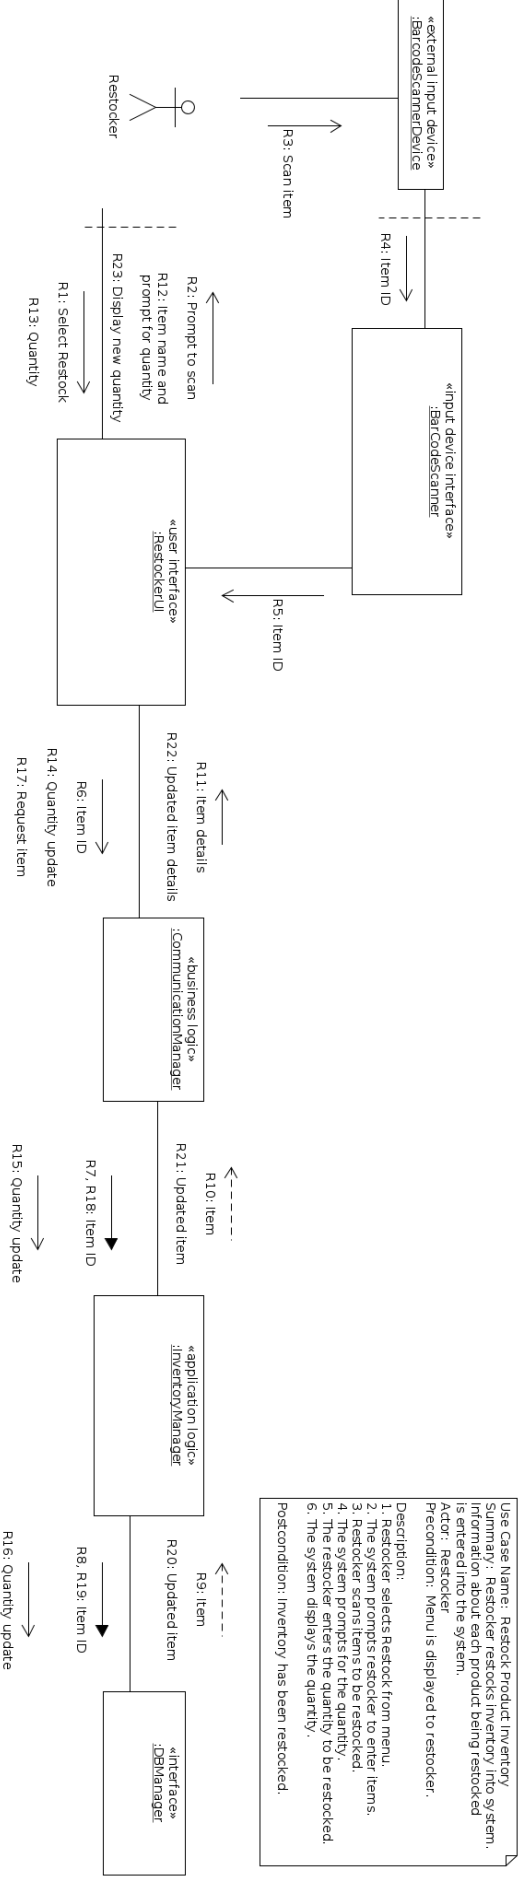 «external input device»
:BarcodeScannerDevice
Restocker
R3: Scan item
R4: Item ID
«input device interface»
:BarCodeScanner
R2: Prompt to scan
R12: Item name and
prompt for quantity
R23: Display new quantity
R1: Select Restock
R13: Quantity
«user interface»
:RestockerUI
R5: Item ID
R11: Item details
R22: Updated item details
R6: Item ID
R14: Quantity update
R17: Request item
«business logic»
:CommunicationManager
R10: Item
R21: Updated item
R7, R18: Item ID
R15: Quantity update
«application logic»
:InventoryManager
R9: Item
R20: Updated item
R8, R19: Item ID
R16: Quantity update
«interface»
:DBManager
Use Case Name: Restock Product Inventory
Summary: Restocker restocks inventory into system.
Information about each product being restocked
is entered into the system.
Actor: Restocker
Precondition: Menu is displayed to restocker.
Description:
1. Restocker selects Restock from menu.
2. The system prompts restocker to enter items.
3. Restocker scans items to be restocked.
4. The system prompts for the quantity.
5. The restocker enters the quantity to be restocked.
6. The system displays the quantity.
Postcondition: Inventory has been restocked.